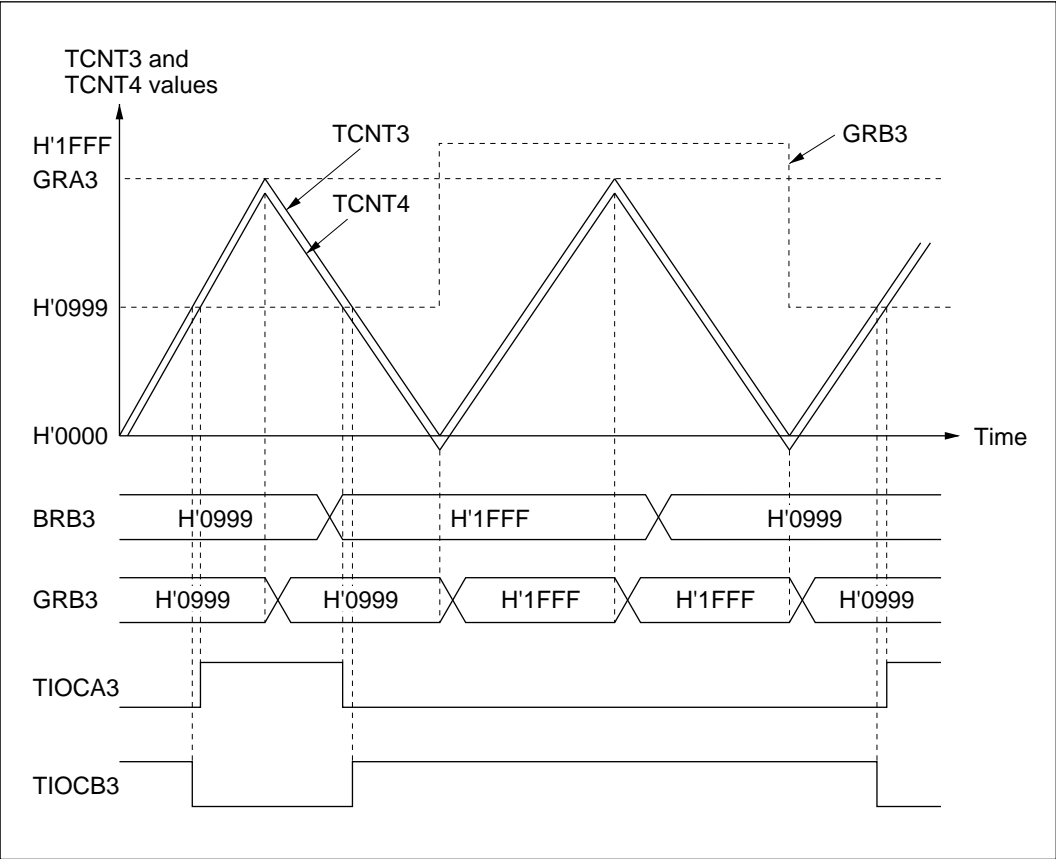 TCNT3 and
TCNT4 values
H'1FFF
TCNT3
GRB3
GRA3
TCNT4
H'0999
H'0000
Time
BRB3
H'0999
H'1FFF
H'0999
GRB3
H'0999
H'0999
H'1FFF
H'1FFF
H'0999
TIOCA3
TIOCB3